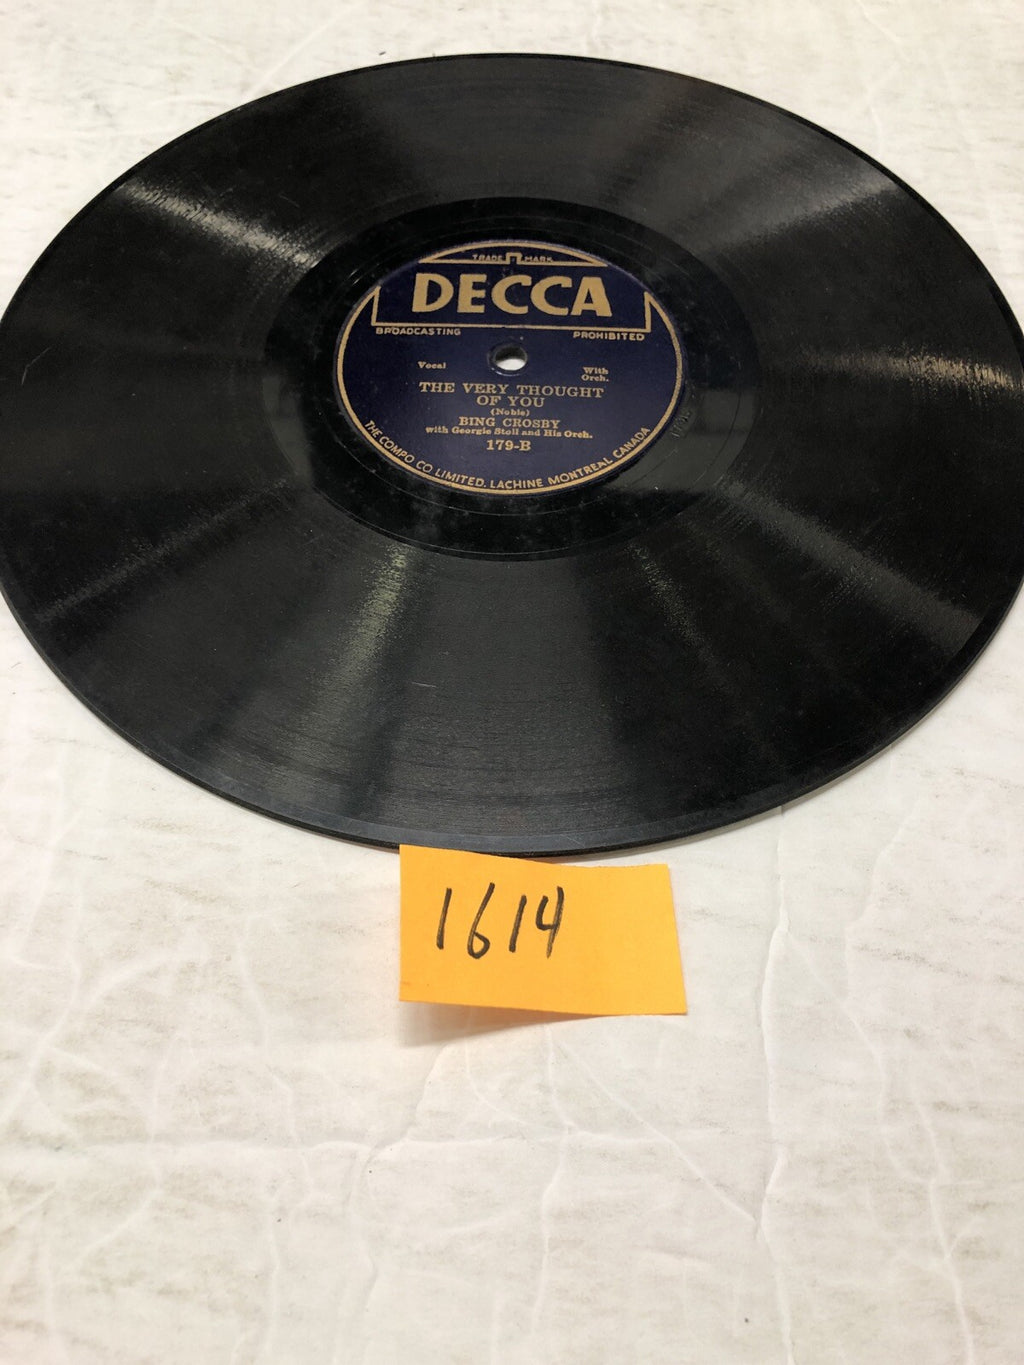 TRADE MARK
DECCA
BROADCASTING PROHIBITED
Vocal With Orch.
THE VERY THOUGHT
OF YOU
(Noble)
BING CROSBY
with Georgie Stoll and His Orch.
179-B
THE COMPO CO LIMITED. LACHINE MONTREAL CANADA
1614